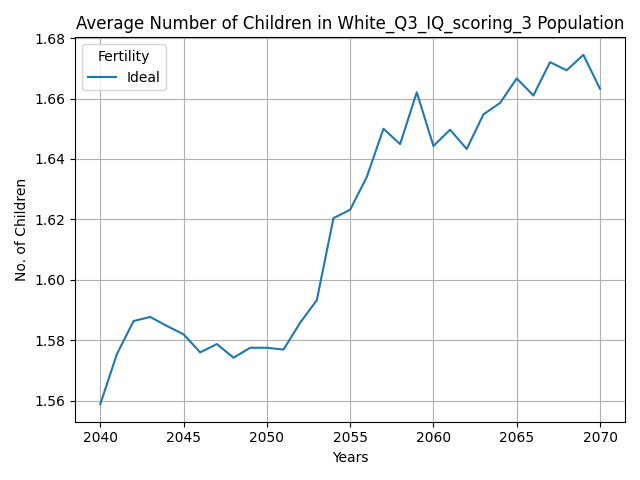 Average Number of Children in White_Q3_IQ_scoring_3 Population
1.68
1.66
1.64
1.62
1.60
1.58
1.56
No. of Children
Fertility
Ideal
2040 2045 2050 2055 2060 2065 2070
Years